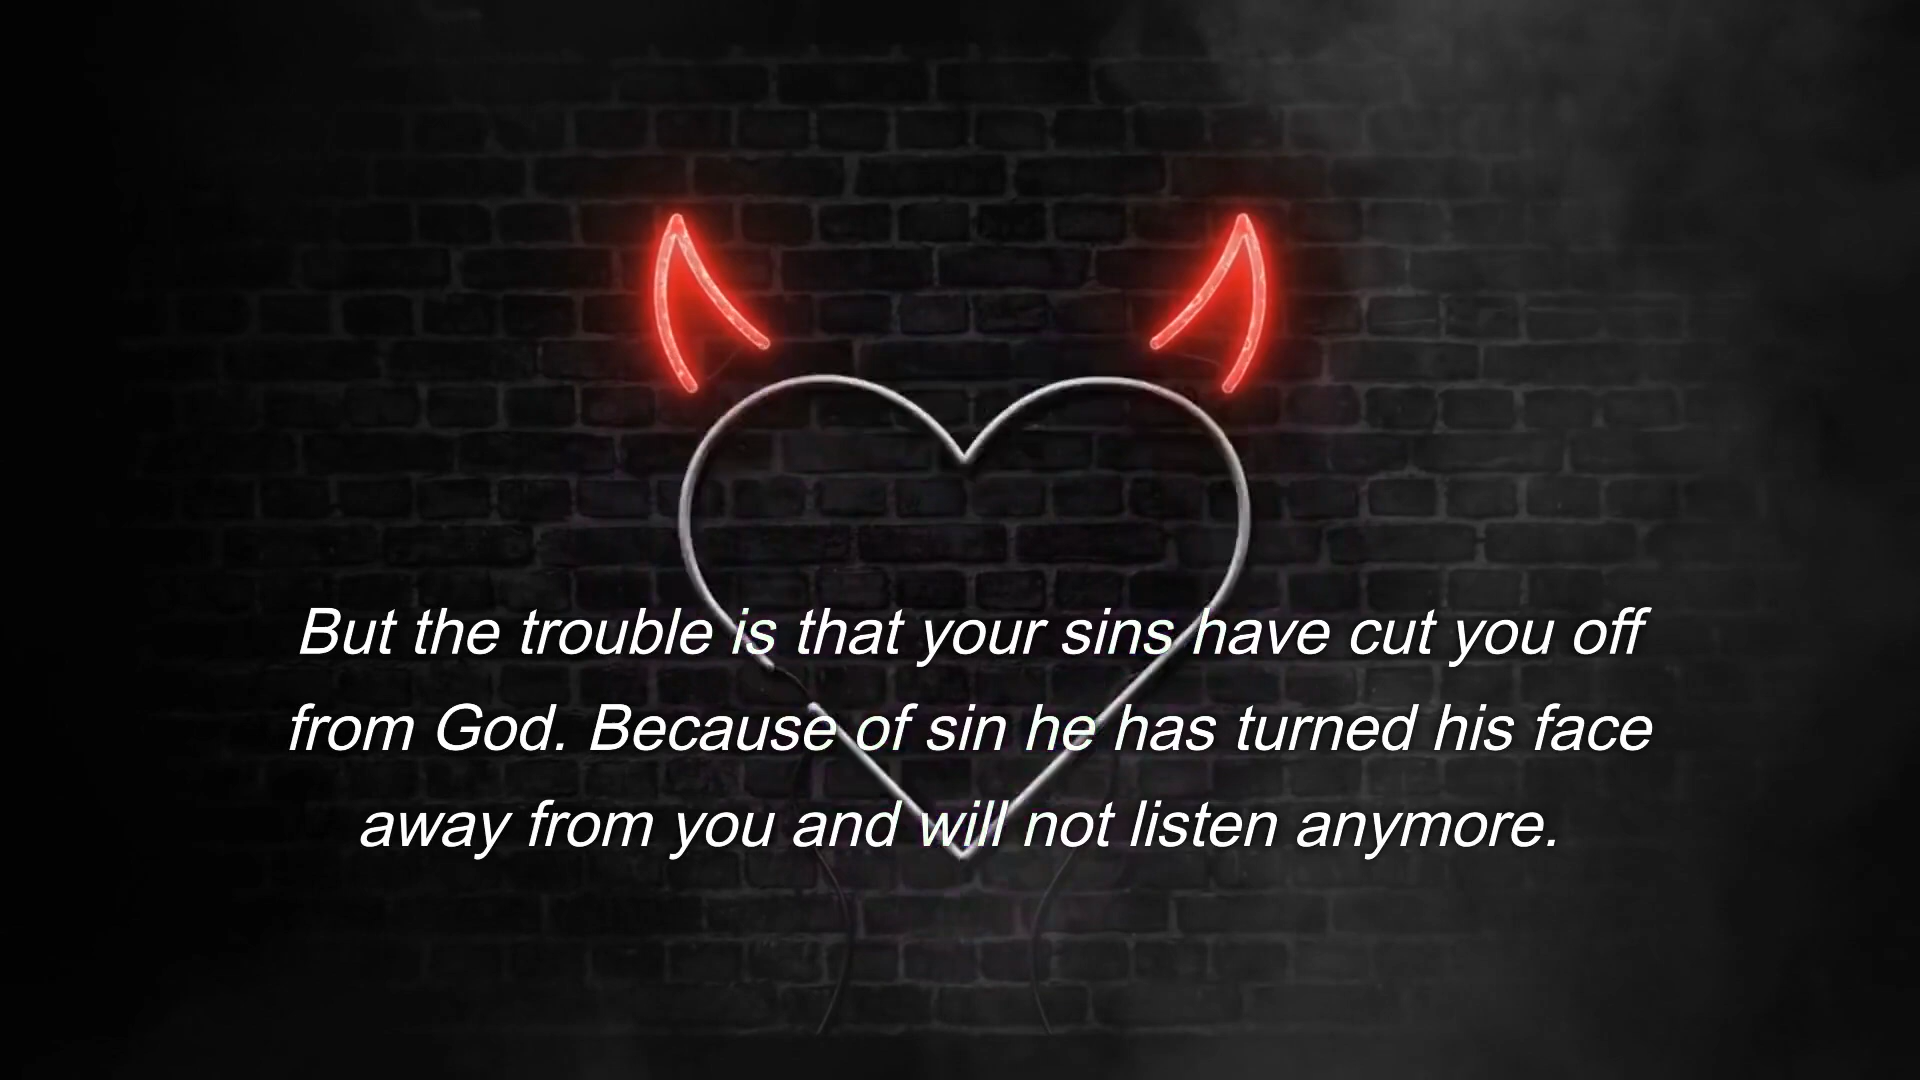 But the trouble is that your sins have cut you off
from God. Because of sin he has turned his face
away from you and will not listen anymore.